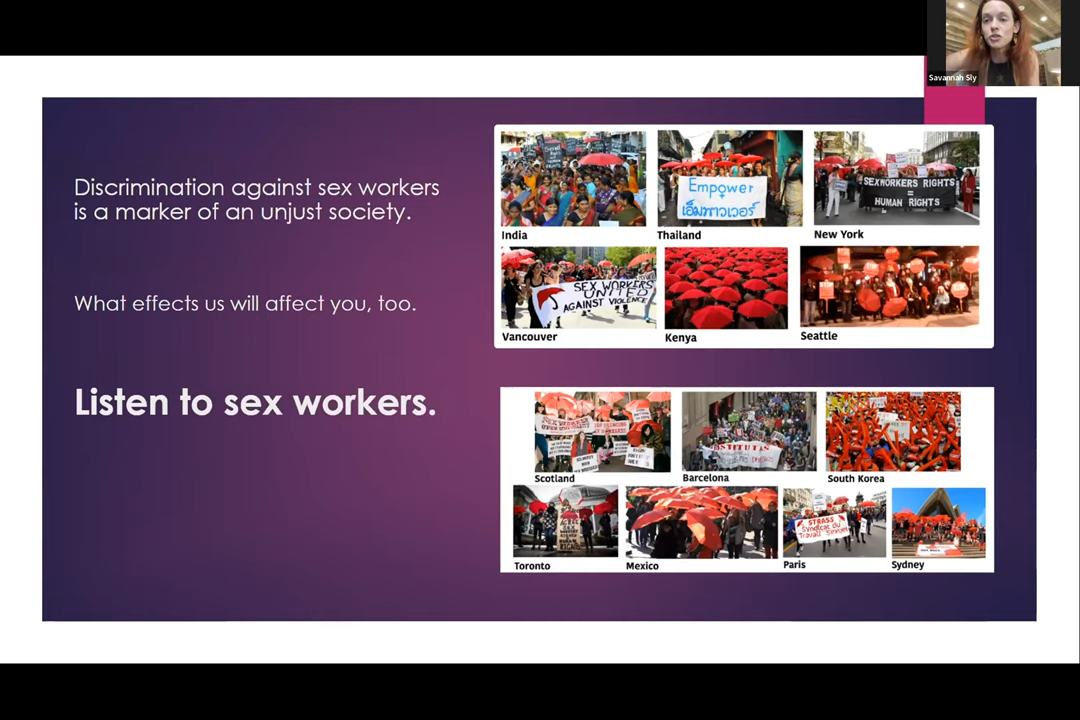 Savannah Sly
Discrimination against sex workers
is a marker of an unjust society.
What effects us will affect you, too.
Listen to sex workers.
Empower
เอ็มพาวเวอร์
SEX WORKERS RIGHTS
=
HUMAN RIGHTS
India
Thailand
New York
SEX WORKERS
UNITED
AGAINST VIOLENCE
Vancouver
Kenya
Seattle
Scotland
Barcelona
South Korea
STRASS
Syndicat du
Travail Sexuel
Toronto
Mexico
Paris
Sydney